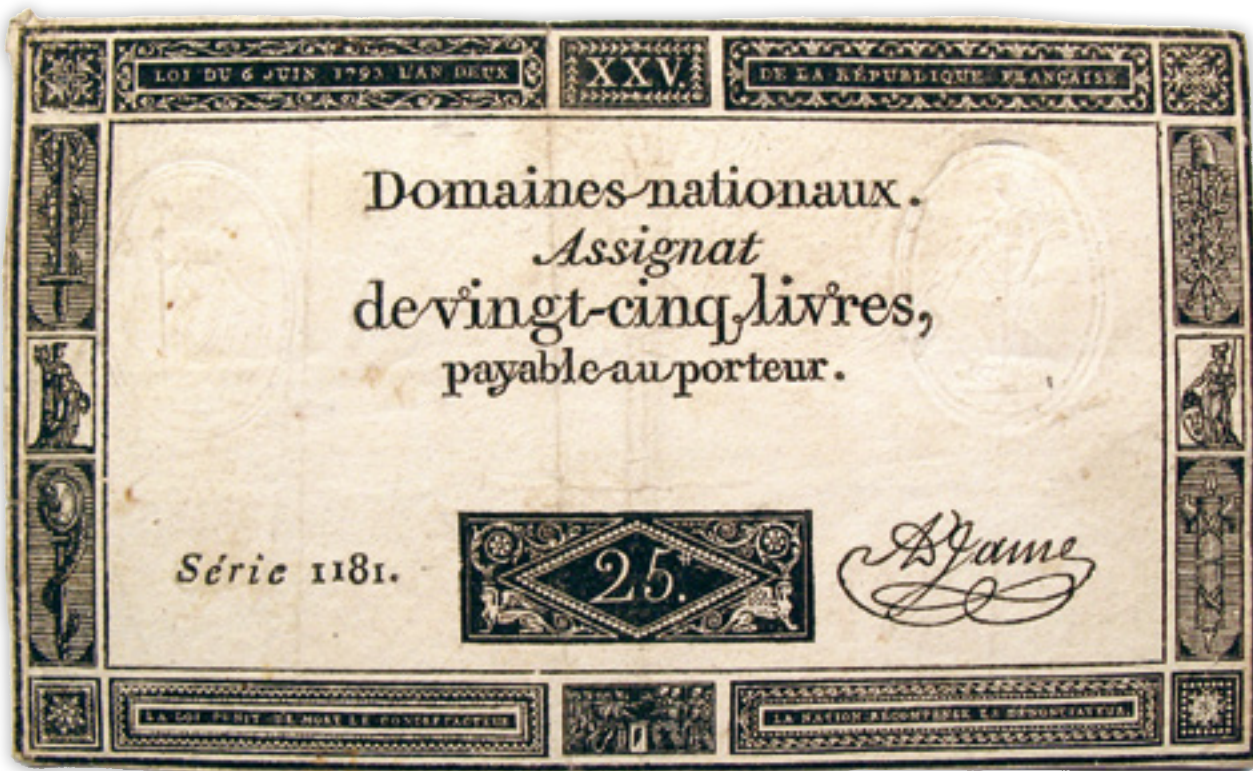 LOI DU 6 JUIN 1793 L'AN DEUX
XXV.
DE LA RÉPUBLIQUE FRANÇAISE
Domaines nationaux.
Assignat
de vingt-cinq livres,
payable au porteur.
Série 1181.
25.
A Jame
LA LOI PUNIT DE MORT LE CONTREFACTEUR
LA NATION RÉCOMPENSE LE DÉNONCIATEUR